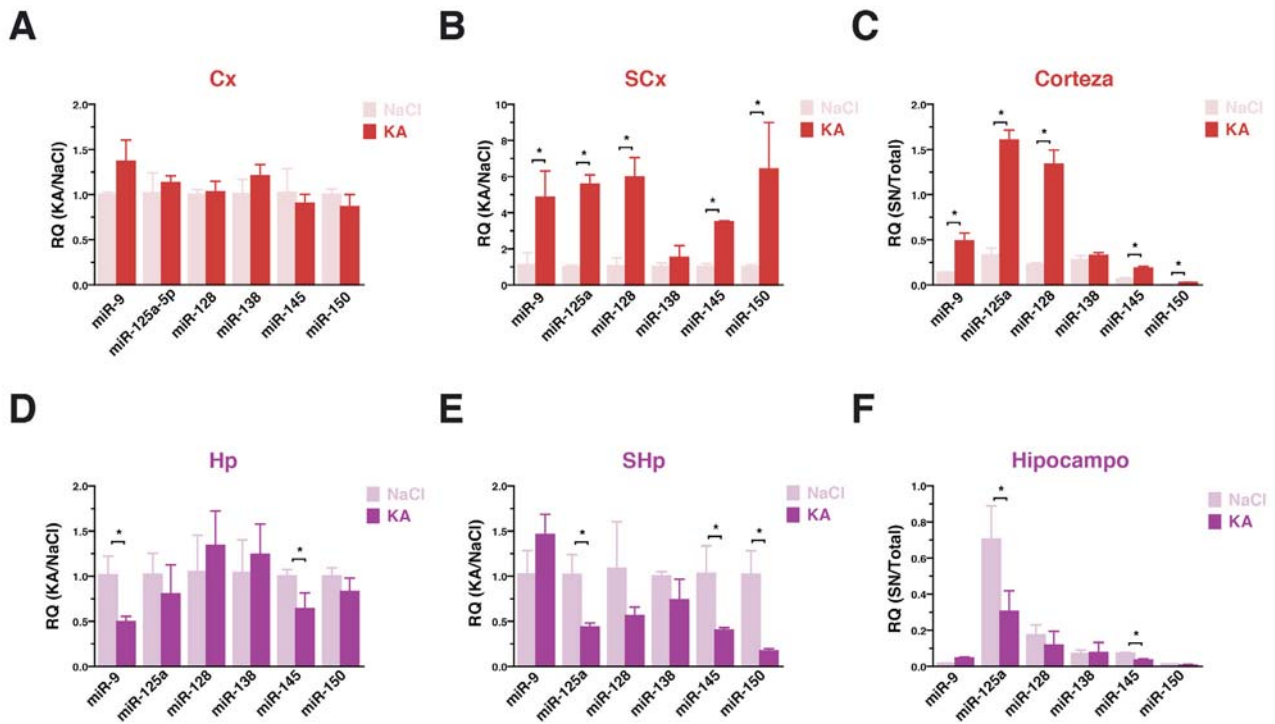 A
Cx
RQ (KA/NaCl)
2.0
1.5
1.0
0.5
0.0
miR-9
miR-125a-5p
miR-128
miR-138
miR-145
miR-150
NaCl
KA
B
SCx
RQ (KA/NaCl)
10
8
6
4
2
0
* * * * *
miR-9
miR-125a
miR-128
miR-138
miR-145
miR-150
NaCl
KA
C
Corteza
RQ (SN/Total)
2.0
1.5
1.0
0.5
0.0
* * * * *
miR-9
miR-125a
miR-128
miR-138
miR-145
miR-150
NaCl
KA
D
Hp
RQ (KA/NaCl)
2.0
1.5
1.0
0.5
0.0
* *
miR-9
miR-125a
miR-128
miR-138
miR-145
miR-150
NaCl
KA
E
SHp
RQ (KA/NaCl)
2.0
1.5
1.0
0.5
0.0
* * *
miR-9
miR-125a
miR-128
miR-138
miR-145
miR-150
NaCl
KA
F
Hipocampo
RQ (SN/Total)
1.0
0.8
0.6
0.4
0.2
0.0
* *
miR-9
miR-125a
miR-128
miR-138
miR-145
miR-150
NaCl
KA